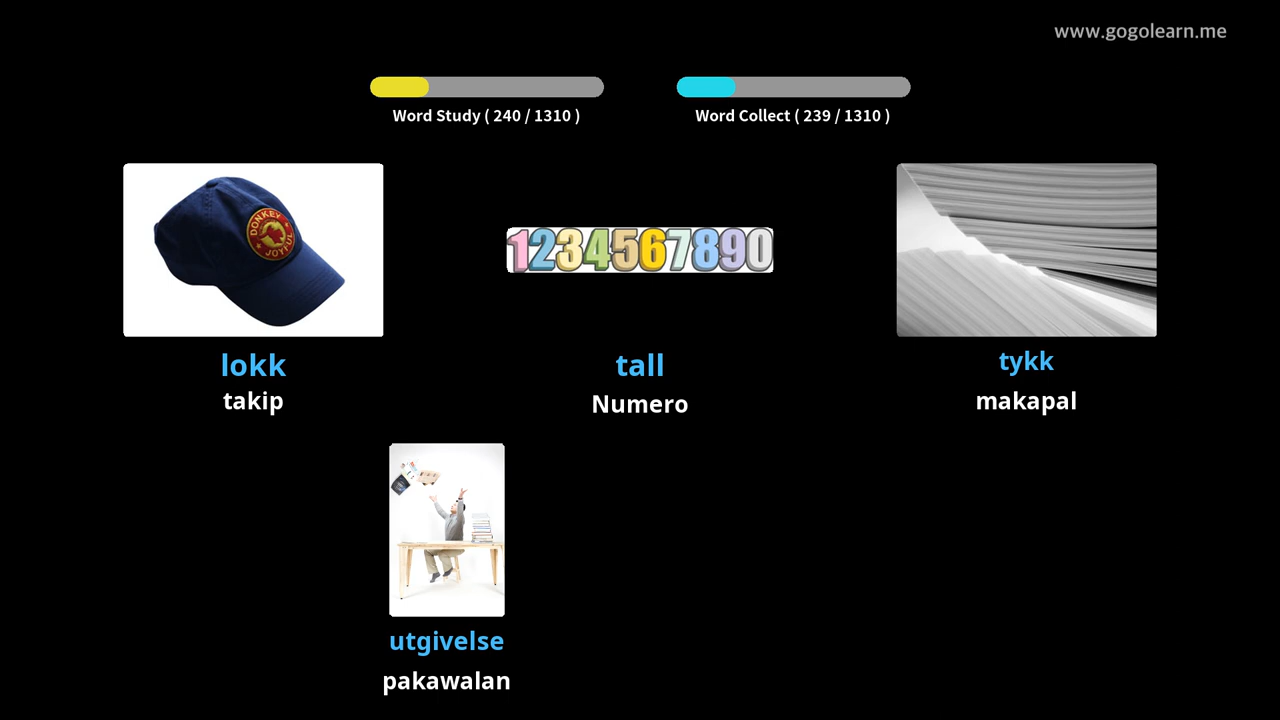 www.gogolearn.me
Word Study ( 240 / 1310 )
Word Collect ( 239 / 1310 )
DONKEY
JOYFUL
1234567890
lokk
takip
tall
Numero
tykk
makapal
utgivelse
pakawalan